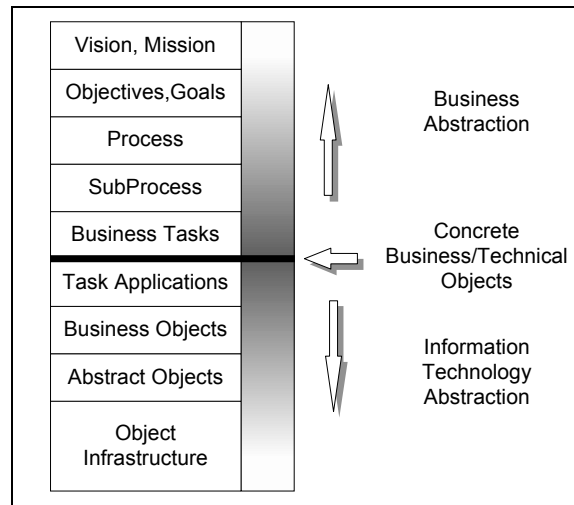 Vision, Mission
Objectives,Goals
Process
SubProcess
Business Tasks
Task Applications
Business Objects
Abstract Objects
Object
Infrastructure
Business
Abstraction
Concrete
Business/Technical
Objects
Information
Technology
Abstraction